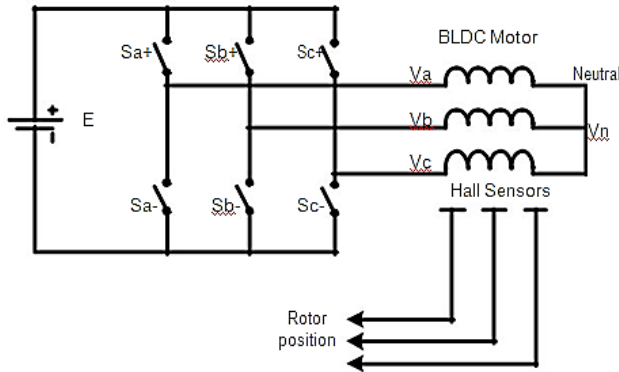 Sa+
Sb+
Sc+
BLDC Motor
Va
Neutral
E
Vb
Vn
Vc
Hall Sensors
Sa-
Sb-
Sc-
Rotor
position